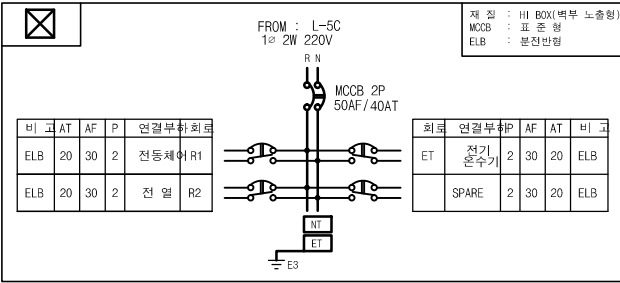 FROM : L-5C
1∅ 2W 220V
R N
재 질 : HI BOX(벽부 노출형)
MCCB : 표 준 형
ELB : 분전반형
MCCB 2P
50AF/40AT
비 고 AT AF P 연결부하 회로
ELB 20 30 2 전동체어 R1
ELB 20 30 2 전 열 R2
회로 연결부하 P AF AT 비 고
ET 전기 온수기 2 30 20 ELB
SPARE 2 30 20 ELB
NT
ET
E3